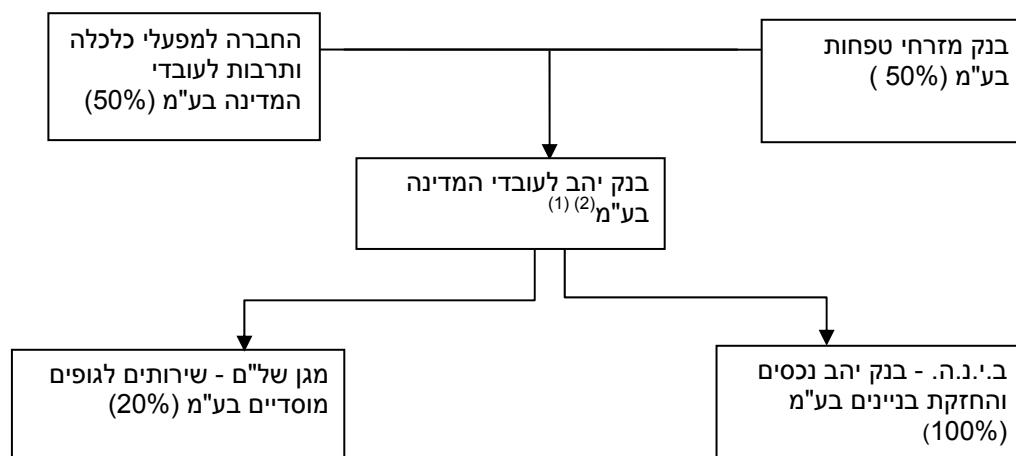 בנק מזרחי טפחות
בע"מ (50% )
החברה למפעלי כלכלה
ותרבות לעובדי
המדינה בע"מ (50%)
בנק יהב לעובדי המדינה
בע"מ(2) (1)
ב.י.נ.ה. - בנק יהב נכסים
והחזקת בניינים בע"מ
(100%)
מגן של"ם - שירותים לגופים
מוסדיים בע"מ (20%)